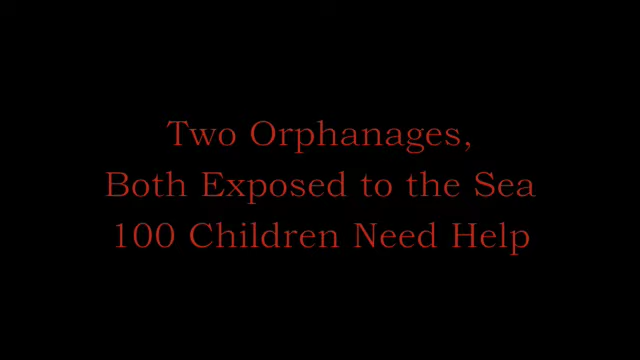 Two Orphanages,
Both Exposed to the Sea
100 Children Need Help